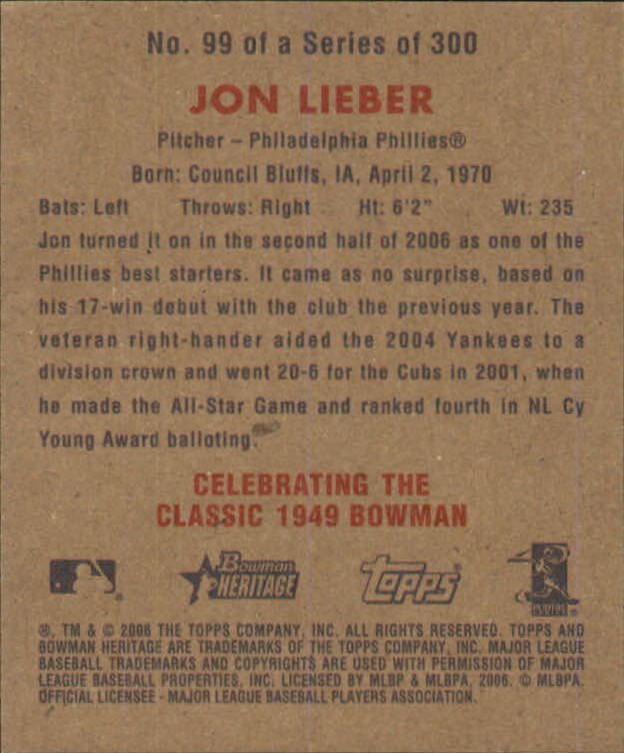 No. 99 of a Series of 300
JON LIEBER
Pitcher – Philadelphia Phillies®
Born: Council Bluffs, IA, April 2, 1970
Bats: Left Throws: Right Ht: 6'2" Wt: 235
Jon turned it on in the second half of 2006 as one of the
Phillies best starters. It came as no surprise, based on
his 17-win debut with the club the previous year. The
veteran right-hander aided the 2004 Yankees to a
division crown and went 20-6 for the Cubs in 2001, when
he made the All-Star Game and ranked fourth in NL Cy
Young Award balloting.
CELEBRATING THE
CLASSIC 1949 BOWMAN
Bowman HERITAGE Topps
®, TM & © 2006 THE TOPPS COMPANY, INC. ALL RIGHTS RESERVED. TOPPS AND
BOWMAN HERITAGE ARE TRADEMARKS OF THE TOPPS COMPANY, INC. MAJOR LEAGUE
BASEBALL TRADEMARKS AND COPYRIGHTS ARE USED WITH PERMISSION OF MAJOR
LEAGUE BASEBALL PROPERTIES, INC. LICENSED BY MLBP & MLBPA, 2006. © MLBPA.
OFFICIAL LICENSEE - MAJOR LEAGUE BASEBALL PLAYERS ASSOCIATION.